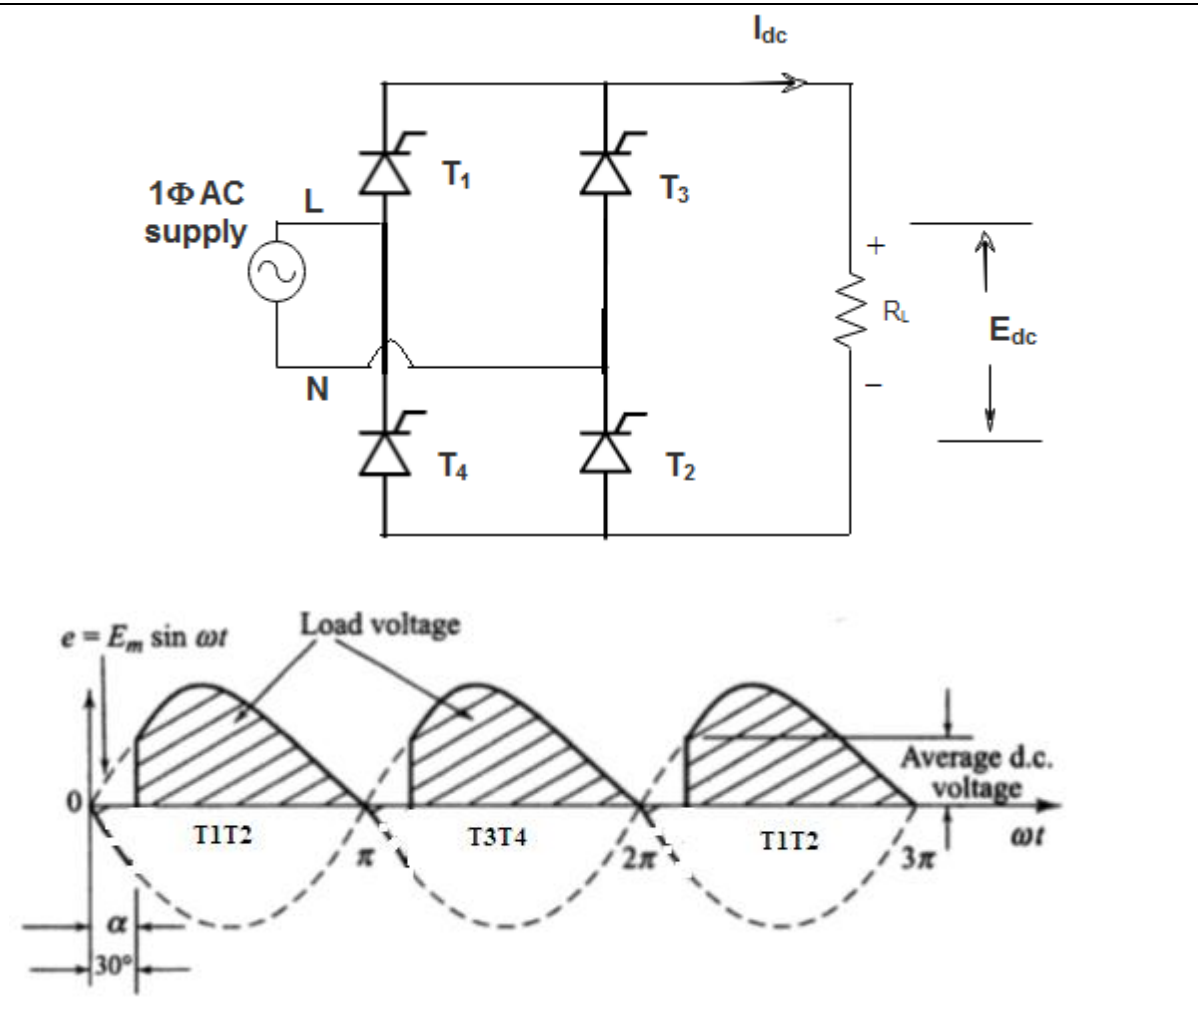 Idc
T1
T3
1Φ AC
supply
L
+
RL
Edc
−
N
T4
T2
e = Em sin ωt
Load voltage
Average d.c.
voltage
0
T1T2
T3T4
T1T2
π
2π
3π
ωt
α
30°